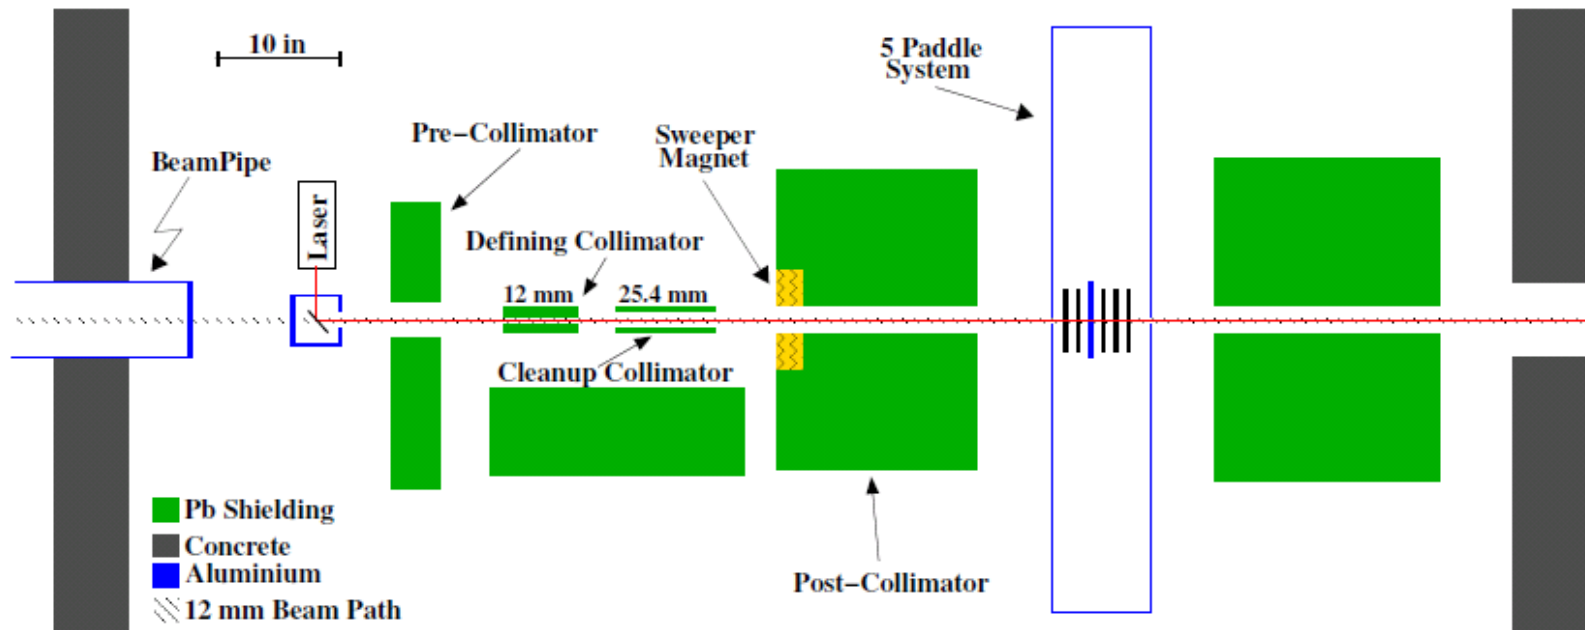 10 in
5 Paddle
System
Pre−Collimator
Sweeper
Magnet
BeamPipe
Laser
Defining Collimator
12 mm
25.4 mm
Cleanup Collimator
Pb Shielding
Concrete
Aluminium
12 mm Beam Path
Post−Collimator